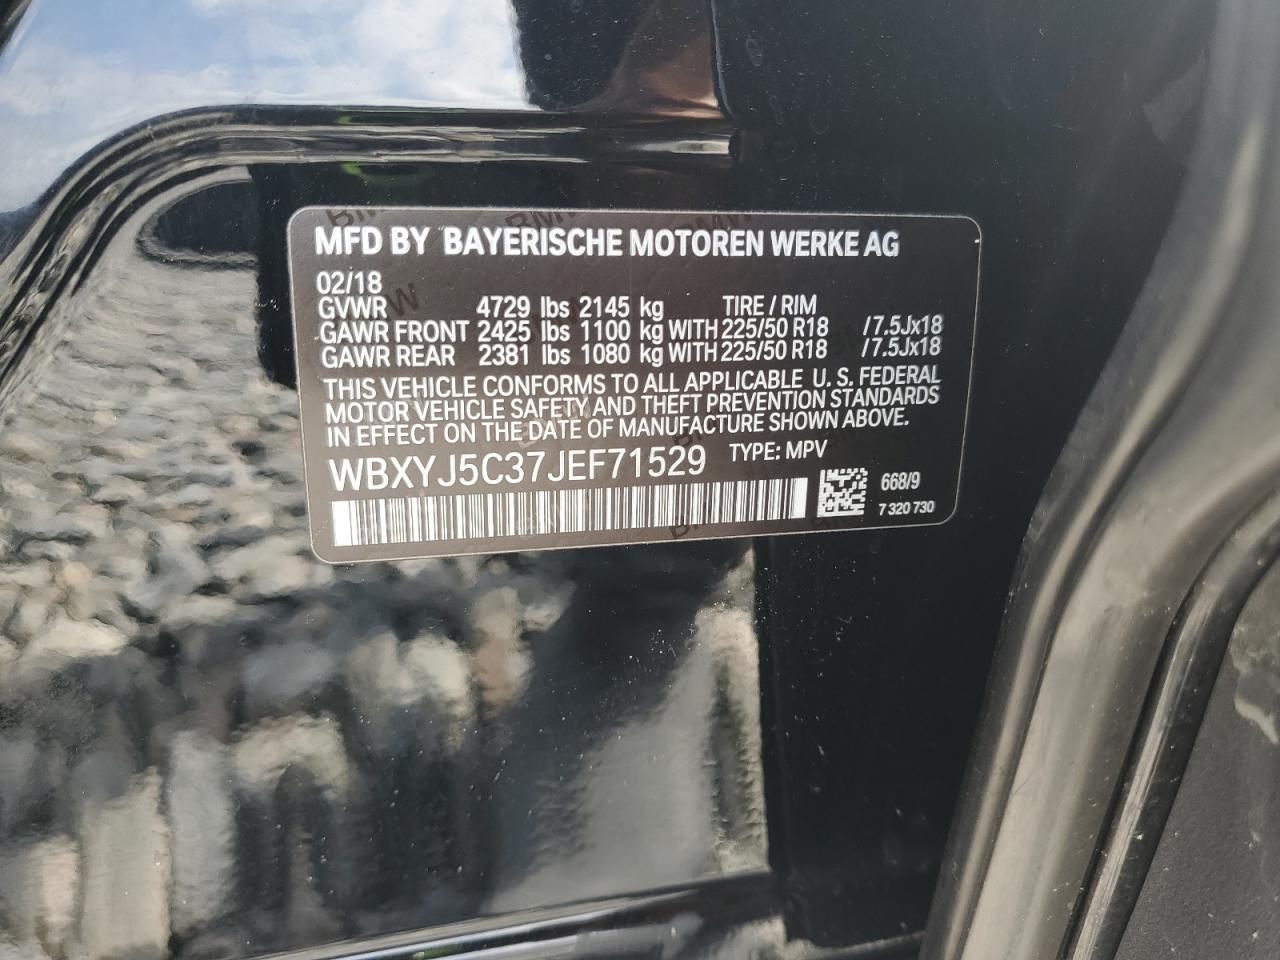 MFD BY BAYERISCHE MOTOREN WERKE AG
02/18
GVWR 4729 lbs 2145 kg TIRE / RIM
GAWR FRONT 2425 lbs 1100 kg WITH 225/50 R18 /7.5Jx18
GAWR REAR 2381 lbs 1080 kg WITH 225/50 R18 /7.5Jx18
THIS VEHICLE CONFORMS TO ALL APPLICABLE U. S. FEDERAL
MOTOR VEHICLE SAFETY AND THEFT PREVENTION STANDARDS
IN EFFECT ON THE DATE OF MANUFACTURE SHOWN ABOVE.
WBXYJ5C37JEF71529 TYPE: MPV
668/9
7 320 730